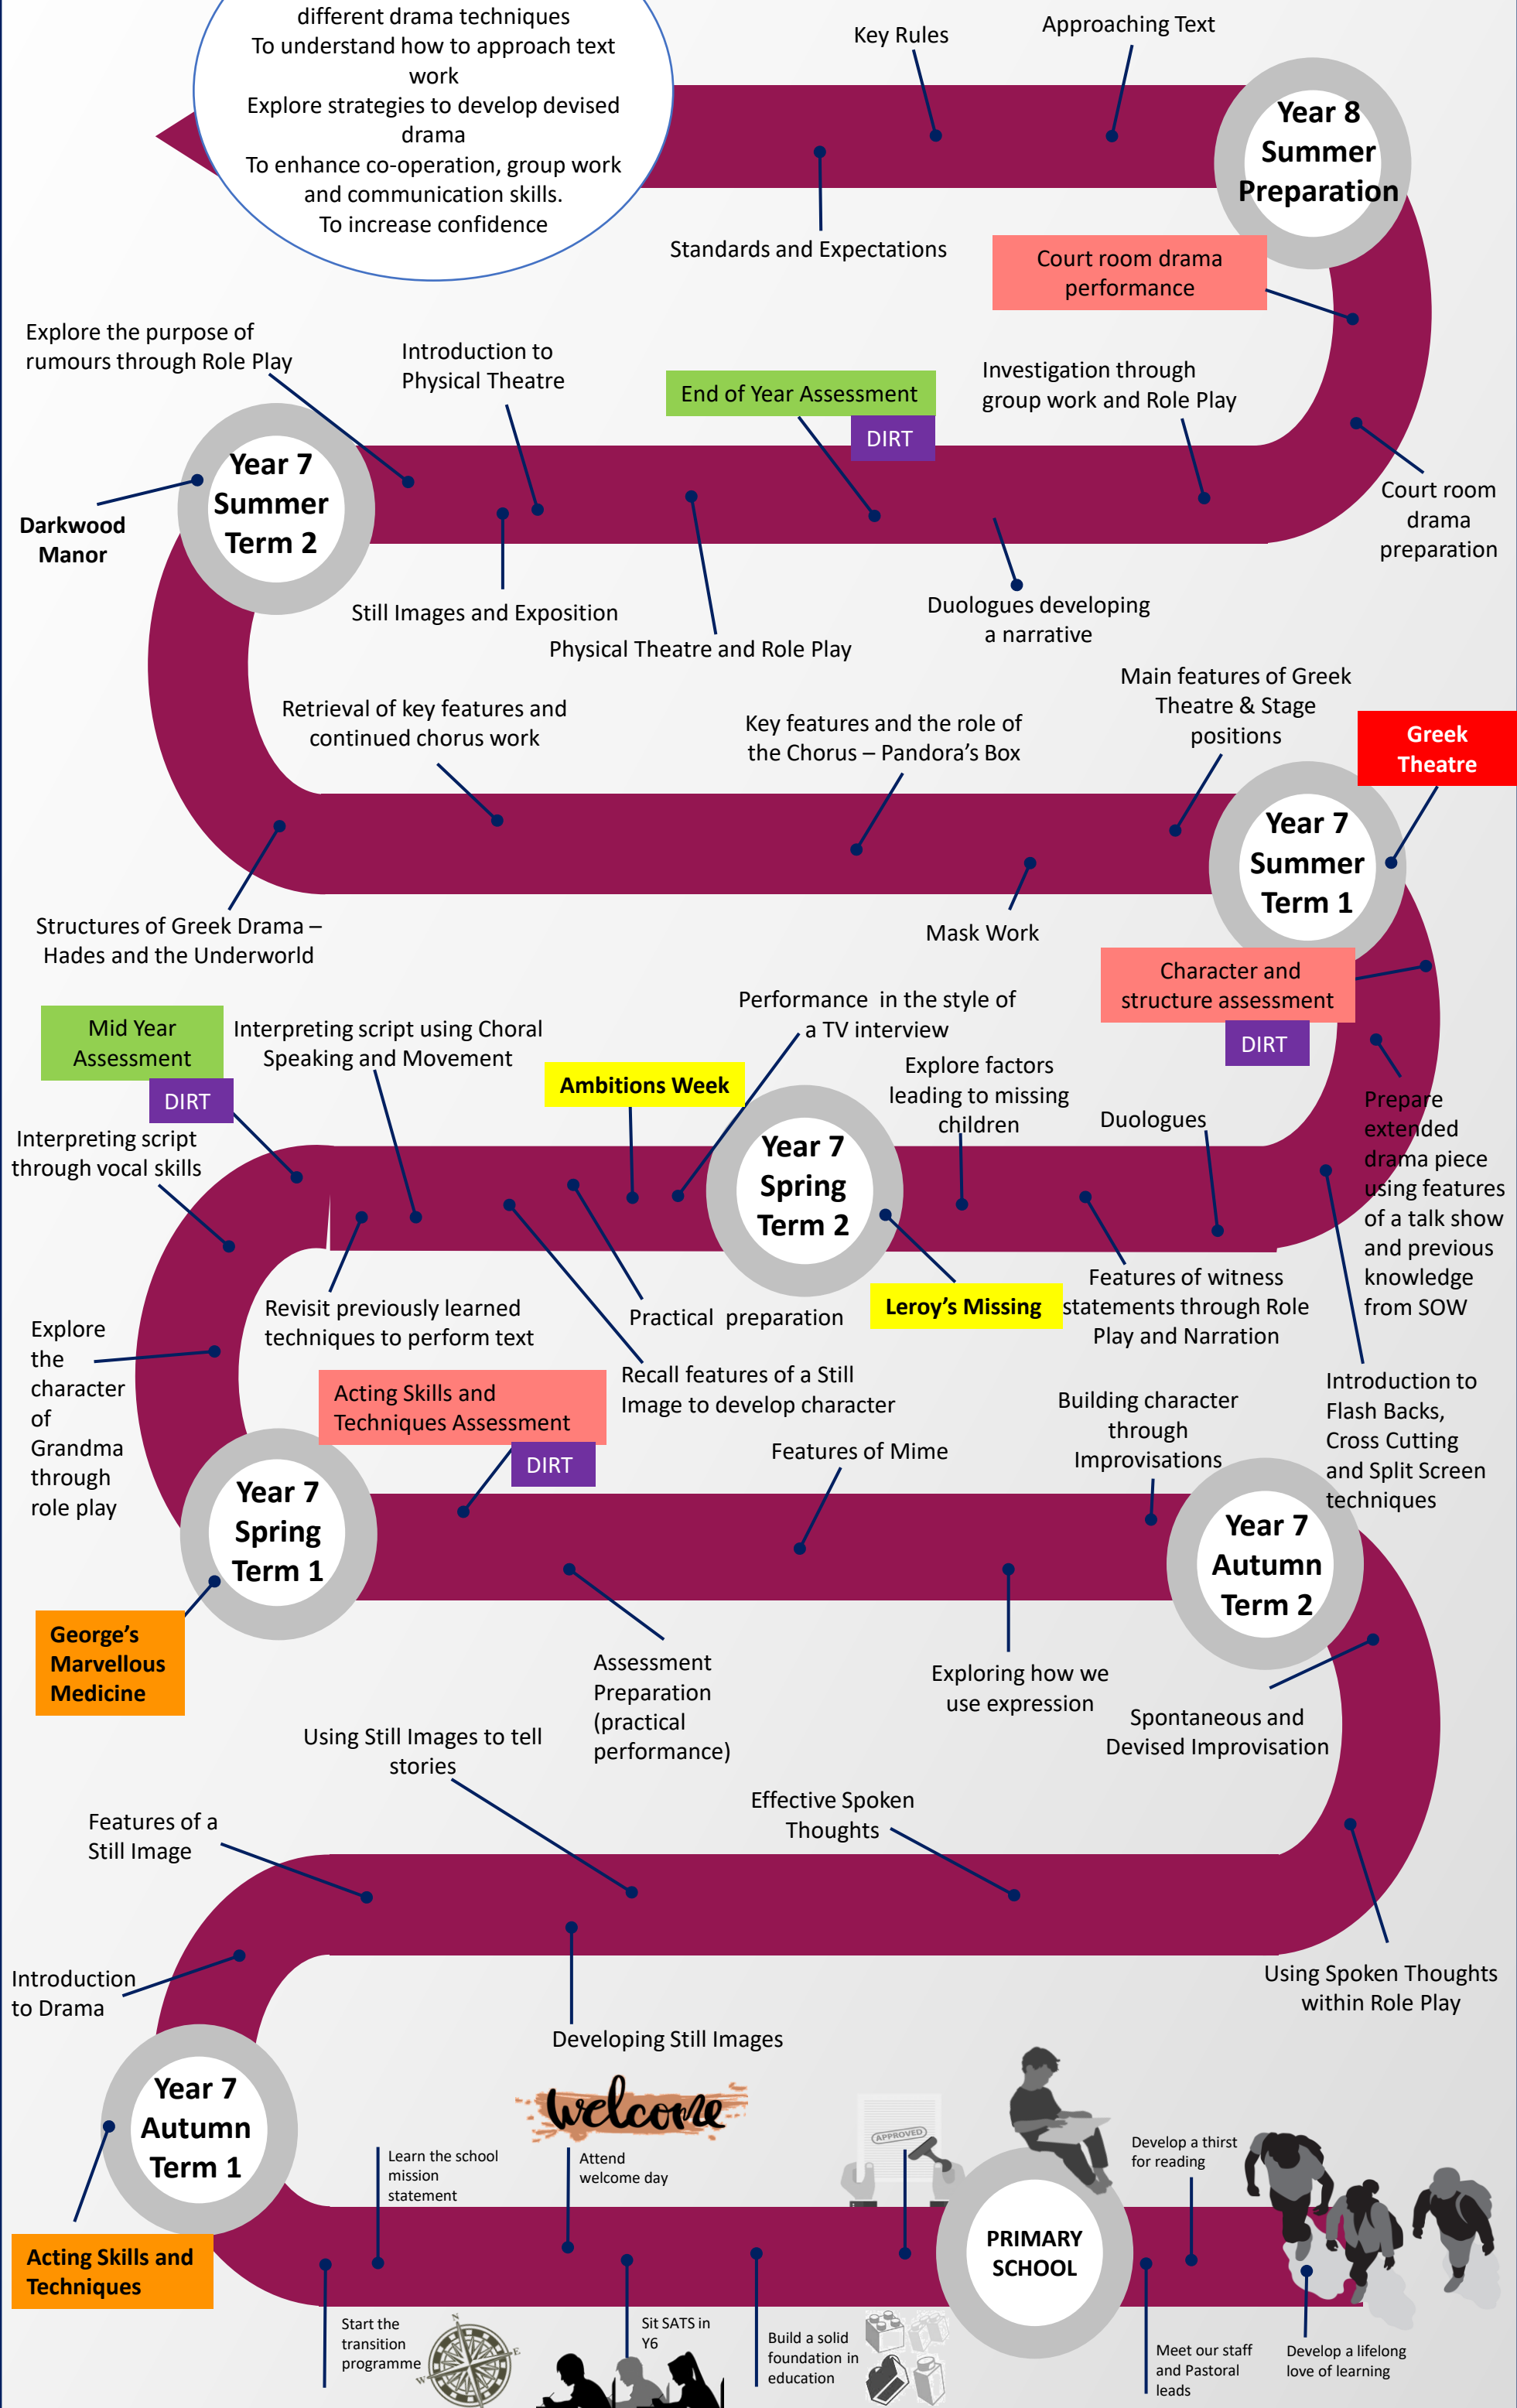 different drama techniques
To understand how to approach text
work
Explore strategies to develop devised
drama
To enhance co-operation, group work
and communication skills.
To increase confidence
Key Rules
Approaching Text
Year 8
Summer
Preparation
Standards and Expectations
Court room drama
performance
Explore the purpose of
rumours through Role Play
Introduction to
Physical Theatre
End of Year Assessment
DIRT
Investigation through
group work and Role Play
Year 7
Summer
Term 2
Darkwood
Manor
Court room
drama
preparation
Still Images and Exposition
Physical Theatre and Role Play
Duologues developing
a narrative
Retrieval of key features and
continued chorus work
Key features and the role of
the Chorus – Pandora's Box
Main features of Greek
Theatre & Stage
positions
Greek
Theatre
Year 7
Summer
Term 1
Structures of Greek Drama –
Hades and the Underworld
Mask Work
Character and
structure assessment
DIRT
Mid Year
Assessment
DIRT
Interpreting script using Choral
Speaking and Movement
Ambitions Week
Performance in the style of
a TV interview
Explore factors
leading to missing
children
Duologues
Prepare
extended
drama piece
using features
of a talk show
and previous
knowledge
from SOW
Interpreting script
through vocal skills
Year 7
Spring
Term 2
Explore
the
character
of
Grandma
through
role play
Revisit previously learned
techniques to perform text
Practical preparation
Leroy's Missing
Features of witness
statements through Role
Play and Narration
Recall features of a Still
Image to develop character
Introduction to
Flash Backs,
Cross Cutting
and Split Screen
techniques
Acting Skills and
Techniques Assessment
DIRT
Features of Mime
Building character
through
Improvisations
Year 7
Spring
Term 1
Year 7
Autumn
Term 2
George's
Marvellous
Medicine
Assessment
Preparation
(practical
performance)
Exploring how we
use expression
Spontaneous and
Devised Improvisation
Using Still Images to tell
stories
Features of a
Still Image
Effective Spoken
Thoughts
Introduction
to Drama
Developing Still Images
Using Spoken Thoughts
within Role Play
Year 7
Autumn
Term 1
welcome
APPROVED
Learn the school
mission
statement
Attend
welcome day
Develop a thirst
for reading
PRIMARY
SCHOOL
Acting Skills and
Techniques
Start the
transition
programme
N
E
W
Sit SATS in
Y6
Build a solid
foundation in
education
Meet our staff
and Pastoral
leads
Develop a lifelong
love of learning